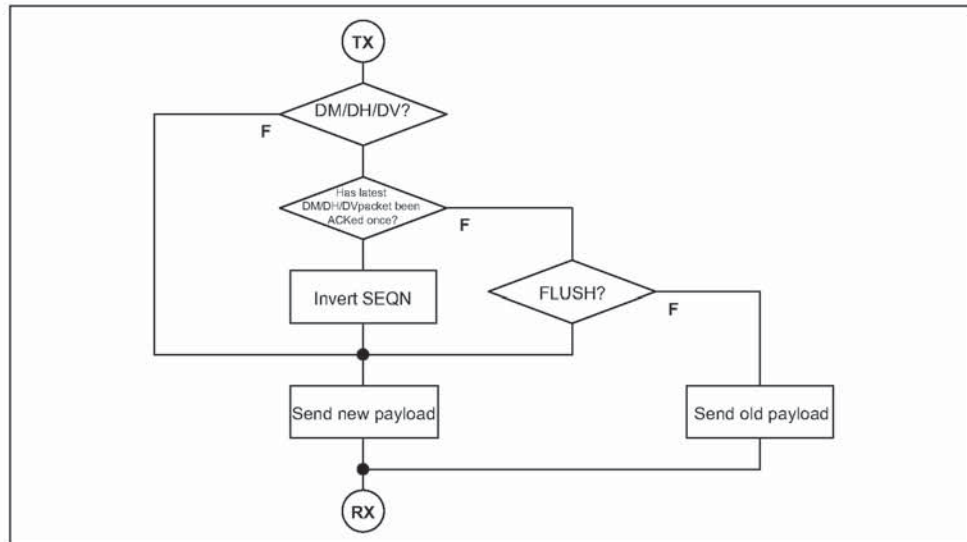 TX
DM/DH/DV?
F
Has latest
DM/DH/DVpacket been
ACKed once?
F
Invert SEQN
FLUSH?
F
Send new payload
Send old payload
RX